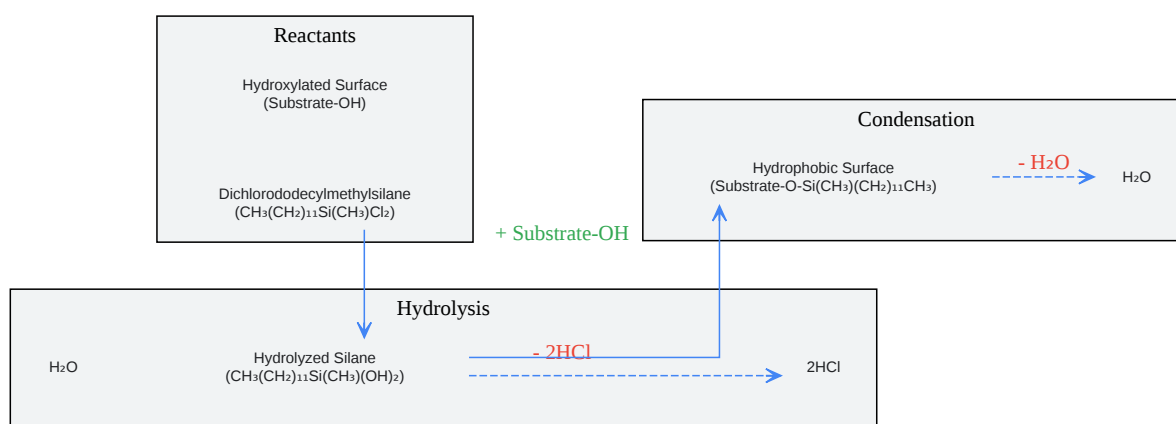 Reactants
Hydroxylated Surface
(Substrate-OH)
Dichlorododecylmethylsilane
(CH₃(CH₂)₁₁Si(CH₃)Cl₂)
+ Substrate-OH
Condensation
Hydrophobic Surface
(Substrate-O-Si(CH₃)(CH₂)₁₁CH₃)
- H₂O
H₂O
Hydrolysis
H₂O
Hydrolyzed Silane
(CH₃(CH₂)₁₁Si(CH₃)(OH)₂)
- 2HCl
2HCl